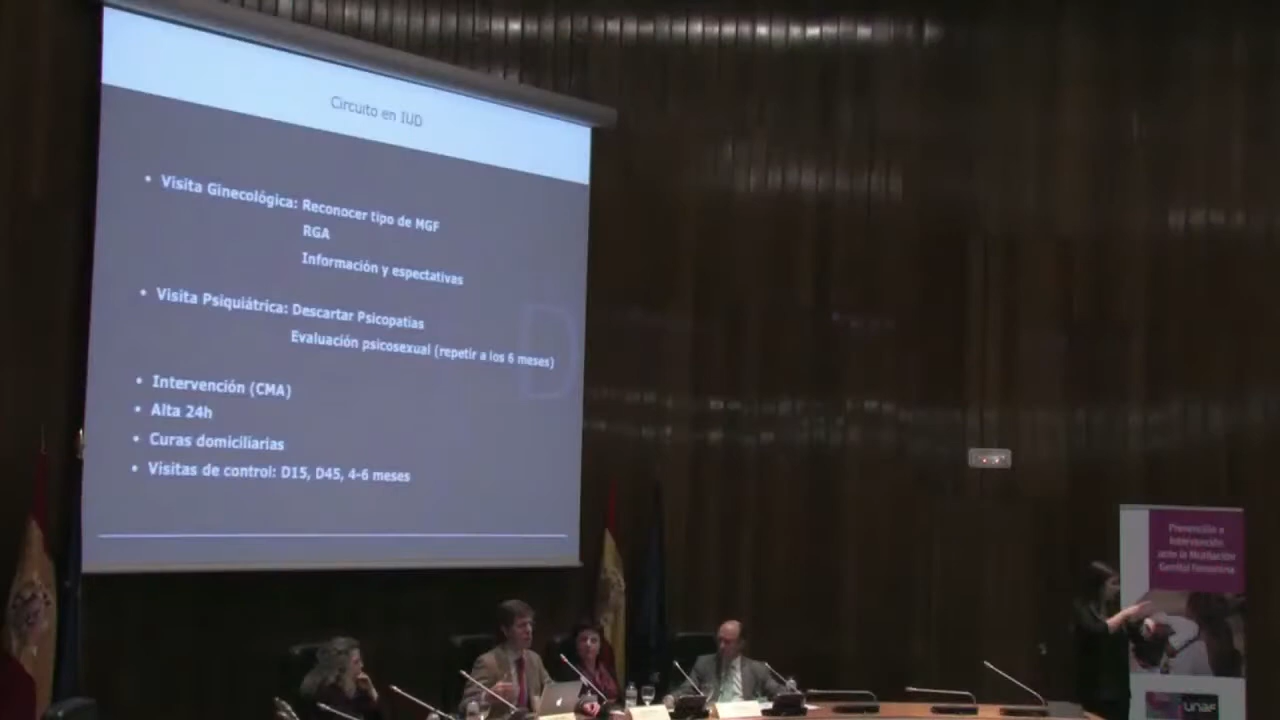 Circuito en IUD
• Visita Ginecológica: Reconocer tipo de MGF
RGA
Información y espectativas
• Visita Psiquiátrica: Descartar Psicopatías
Evaluación psicosexual (repetir a los 6 meses)
• Intervención (CMA)
• Alta 24h
• Curas domiciliarias
• Visitas de control: D15, D45, 4-6 meses
D
Prevención e
Intervención
ante la Mutilación
Genital Femenina
unaf